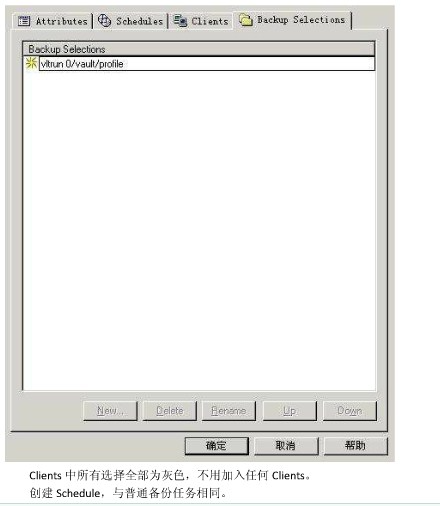 Attributes Schedules Clients Backup Selections
Backup Selections
vltrun 0/vault/profile
New... Delete Rename Up Down
确定 取消 帮助
Clients 中所有选择全部为灰色，不用加入任何 Clients。
创建 Schedule，与普通备份任务相同。